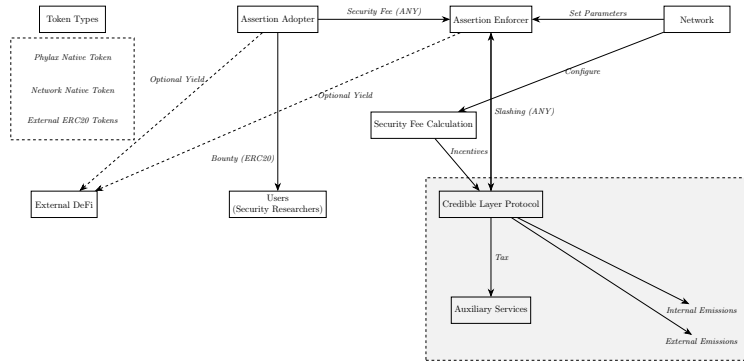 Token Types
Assertion Adopter
Security Fee (ANY)
Assertion Enforcer
Set Parameters
Network
Phylax Native Token
Network Native Token
External ERC20 Tokens
Optional Yield
Optional Yield
Configure
Security Fee Calculation
Slashing (ANY)
Bounty (ERC20)
Incentives
External DeFi
Users
(Security Researchers)
Credible Layer Protocol
Tax
Auxiliary Services
Internal Emissions
External Emissions